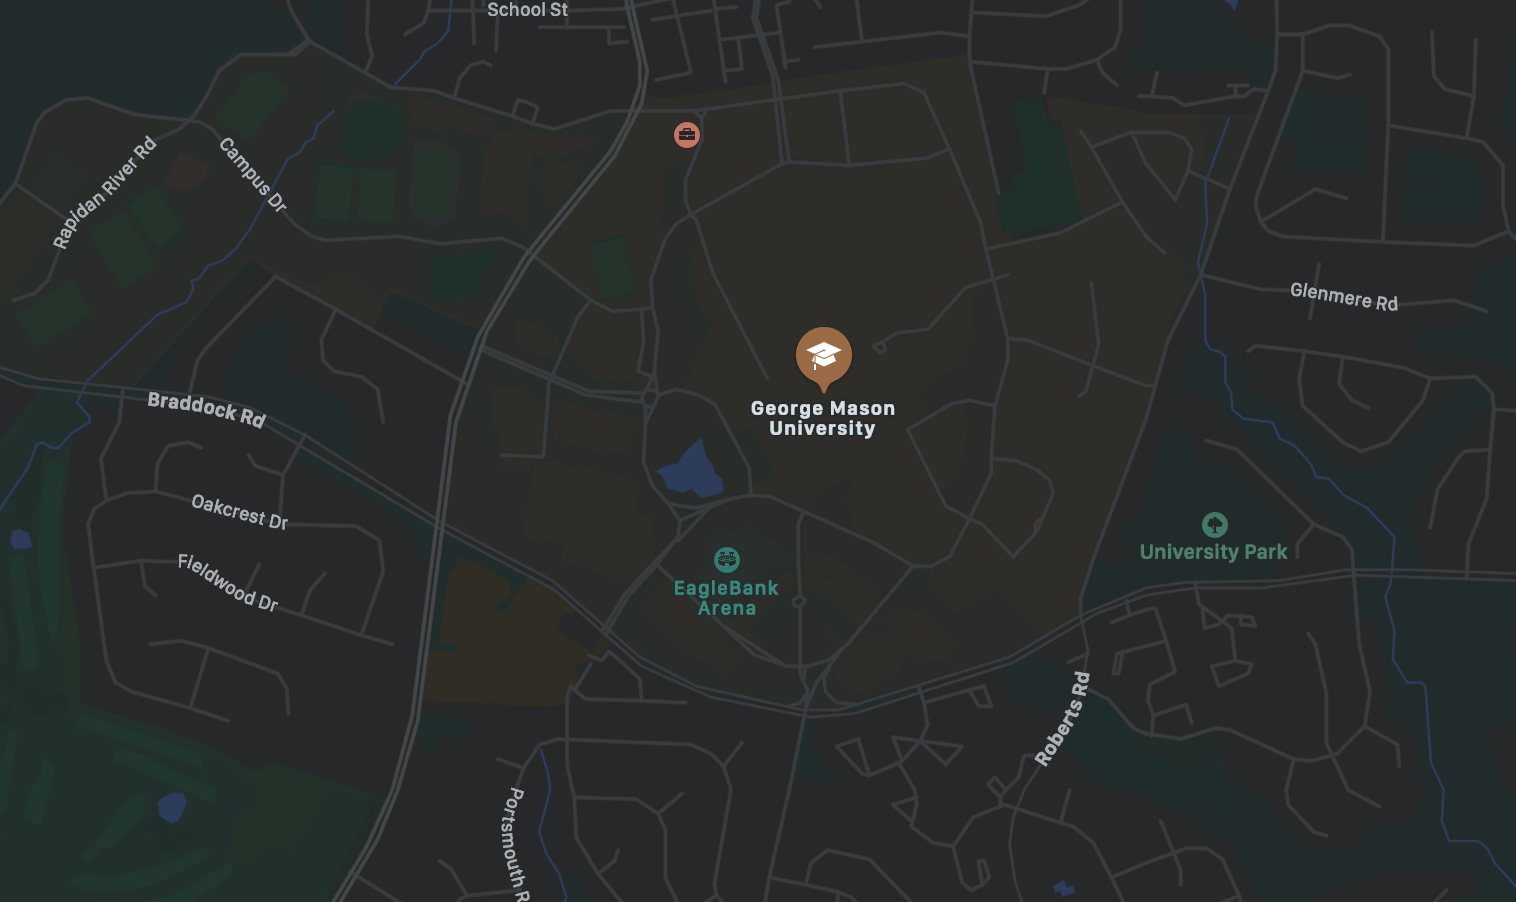 School St
Rapidan River Rd
Campus Dr
Glenmere Rd
Braddock Rd
George Mason
University
Oakcrest Dr
University Park
Fieldwood Dr
EagleBank
Arena
Roberts Rd
Portsmouth R